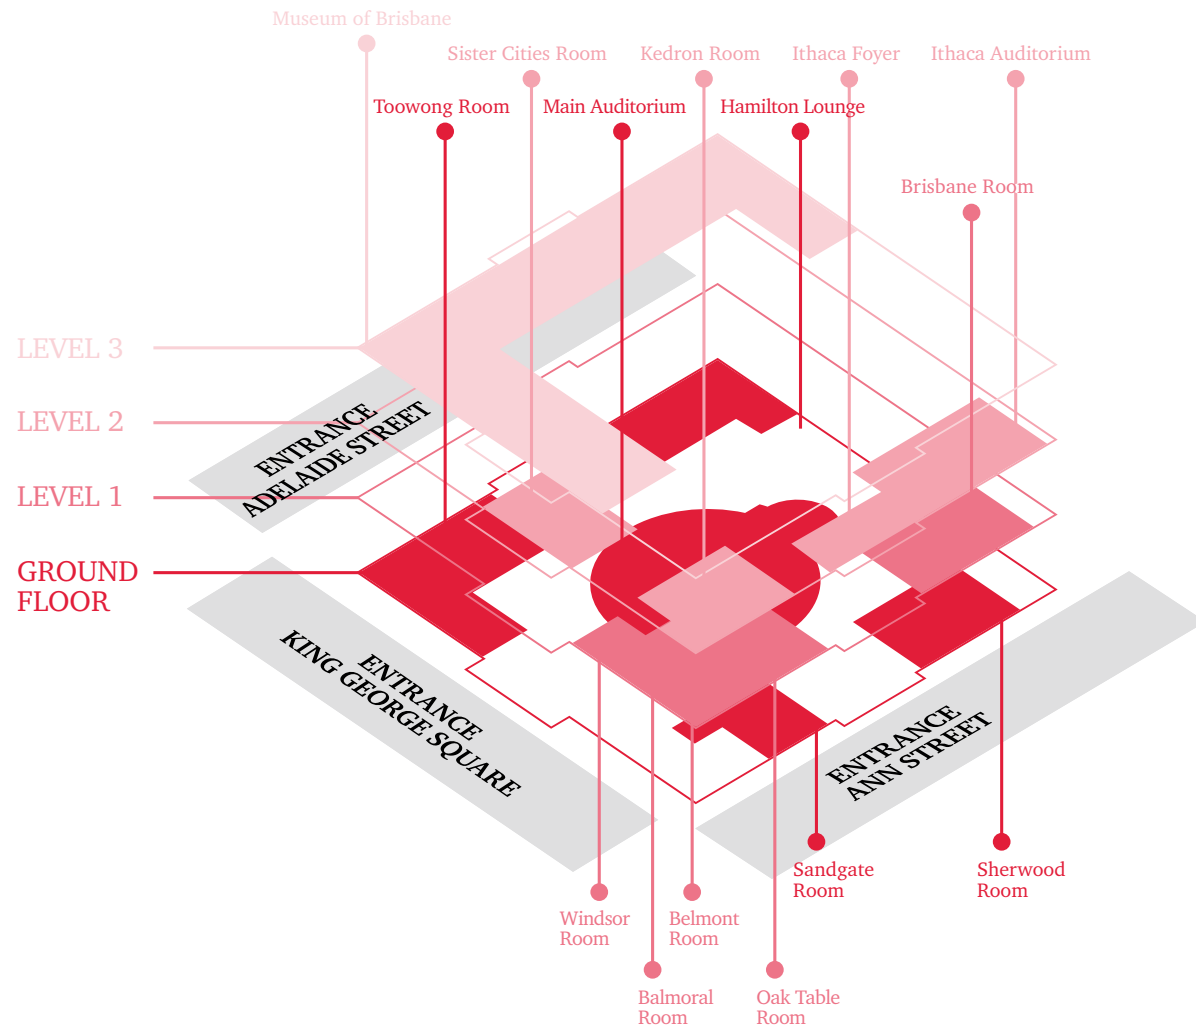 Museum of Brisbane
Sister Cities Room
Kedron Room
Ithaca Foyer
Ithaca Auditorium
Toowong Room
Main Auditorium
Hamilton Lounge
Brisbane Room
LEVEL 3
LEVEL 2
LEVEL 1
GROUND
FLOOR
ENTRANCE
ADELAIDE STREET
ENTRANCE
KING GEORGE SQUARE
ENTRANCE
ANN STREET
Sandgate
Room
Sherwood
Room
Windsor
Room
Belmont
Room
Balmoral
Room
Oak Table
Room